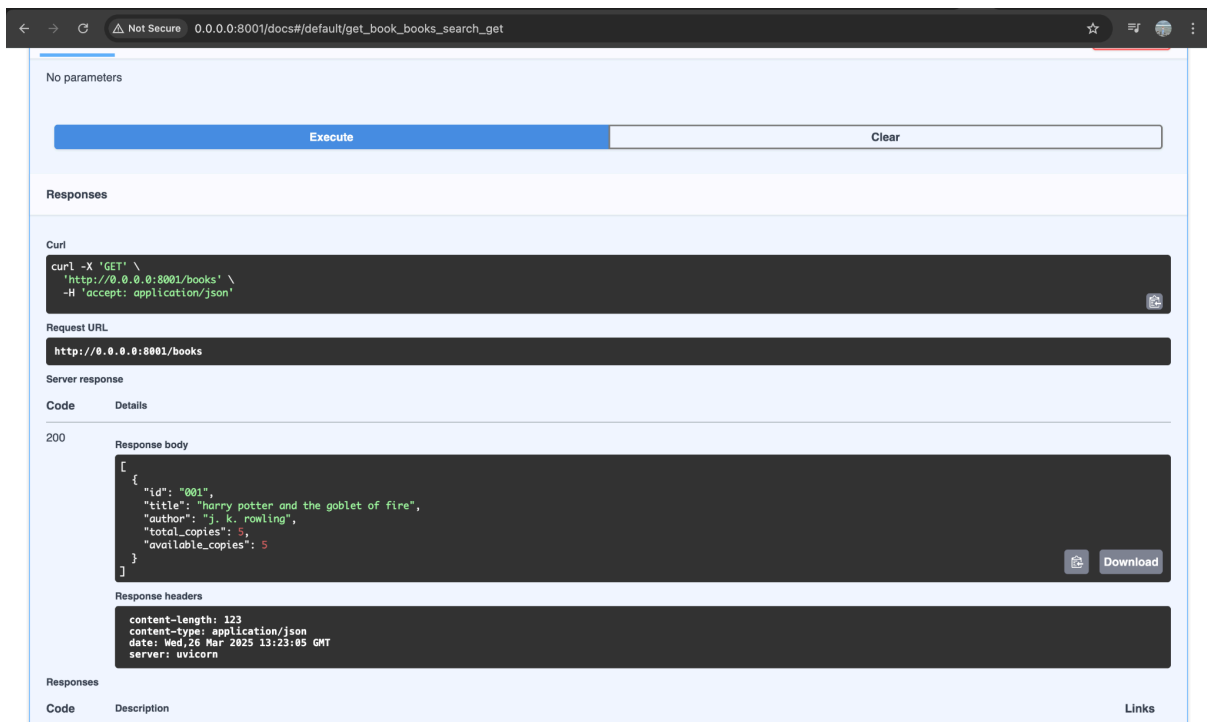 Not Secure 0.0.0.0:8001/docs#/default/get_book_books_search_get
No parameters
Execute Clear
Responses
Curl
curl -X 'GET' \
'http://0.0.0.0:8001/books' \
-H 'accept: application/json'
Request URL
http://0.0.0.0:8001/books
Server response
Code Details
200
Response body
[
{
"id": "001",
"title": "harry potter and the goblet of fire",
"author": "j. k. rowling",
"total_copies": 5,
"available_copies": 5
}
]
Download
Response headers
content-length: 123
content-type: application/json
date: Wed,26 Mar 2025 13:23:05 GMT
server: uvicorn
Responses
Code Description Links